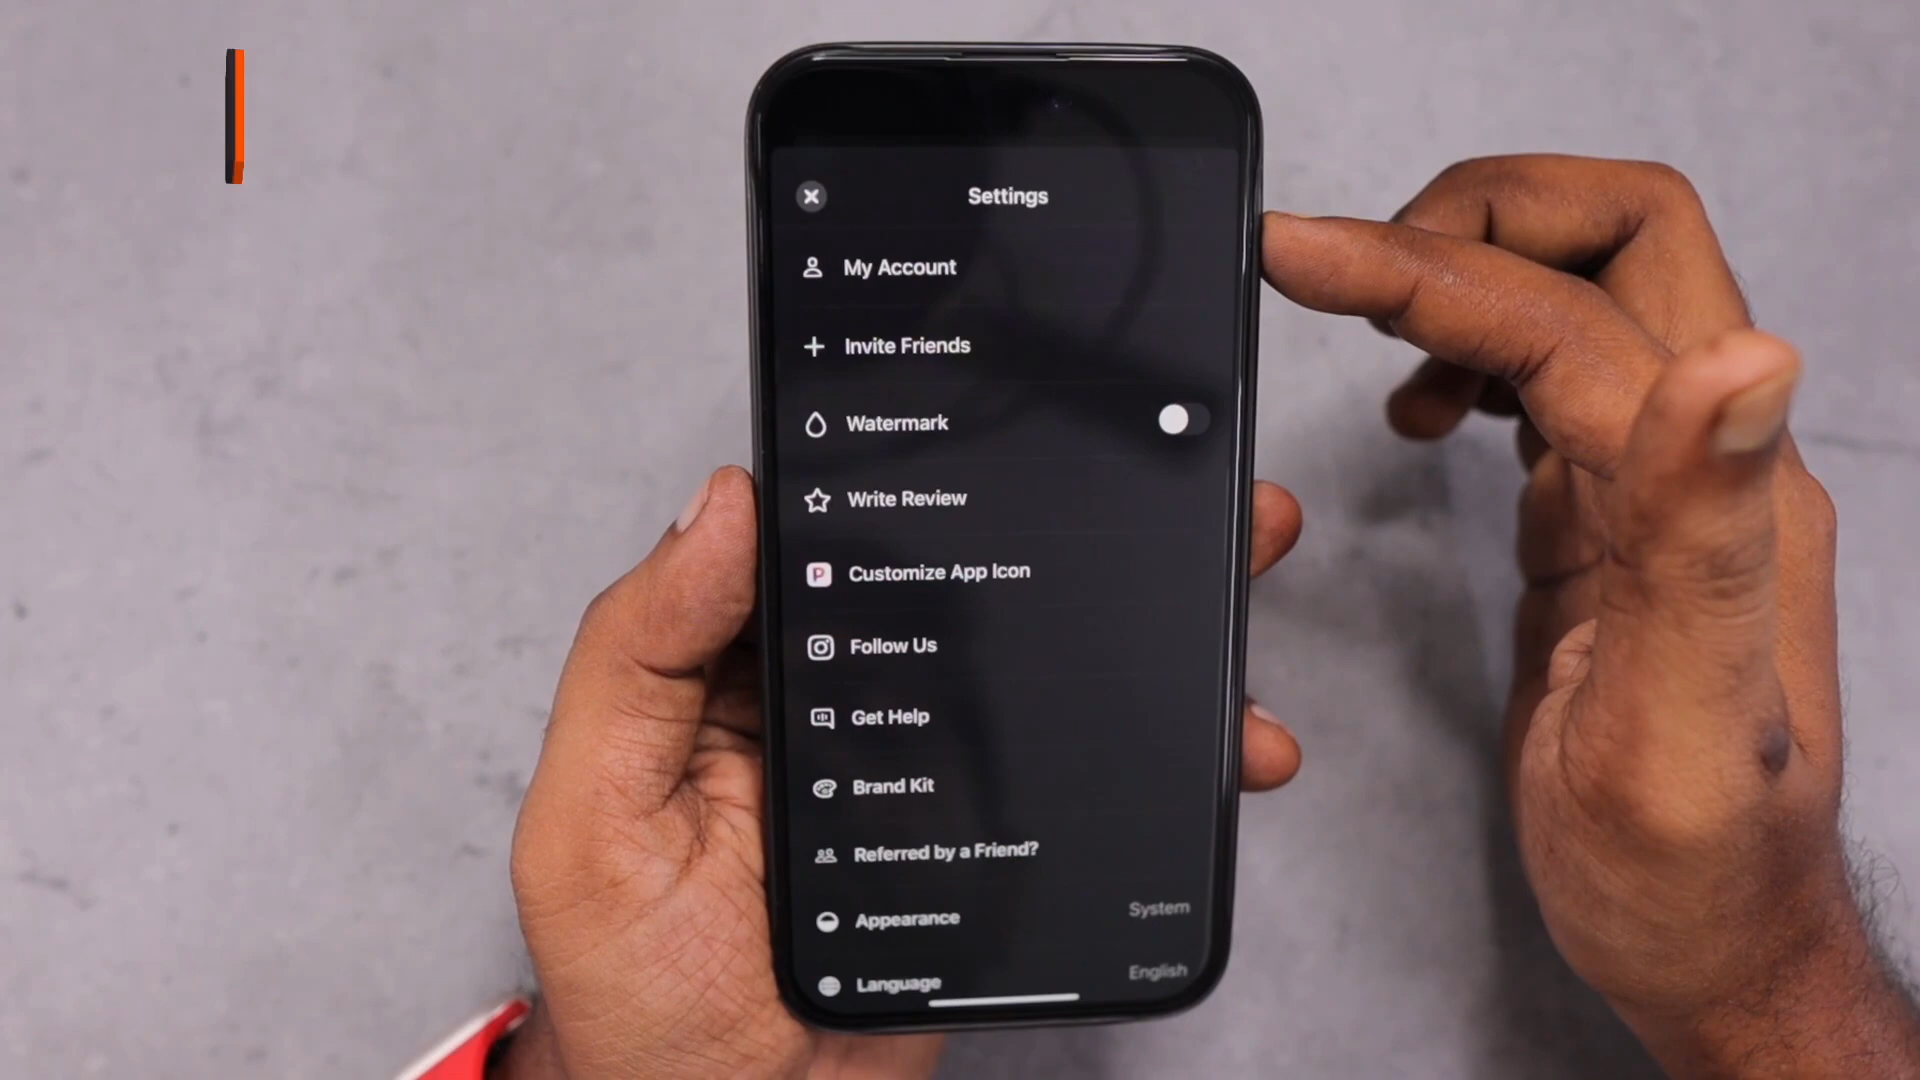 Settings
My Account
Invite Friends
Watermark
Write Review
P Customize App Icon
Follow Us
Get Help
Brand Kit
Referred by a Friend?
Appearance System
Language English